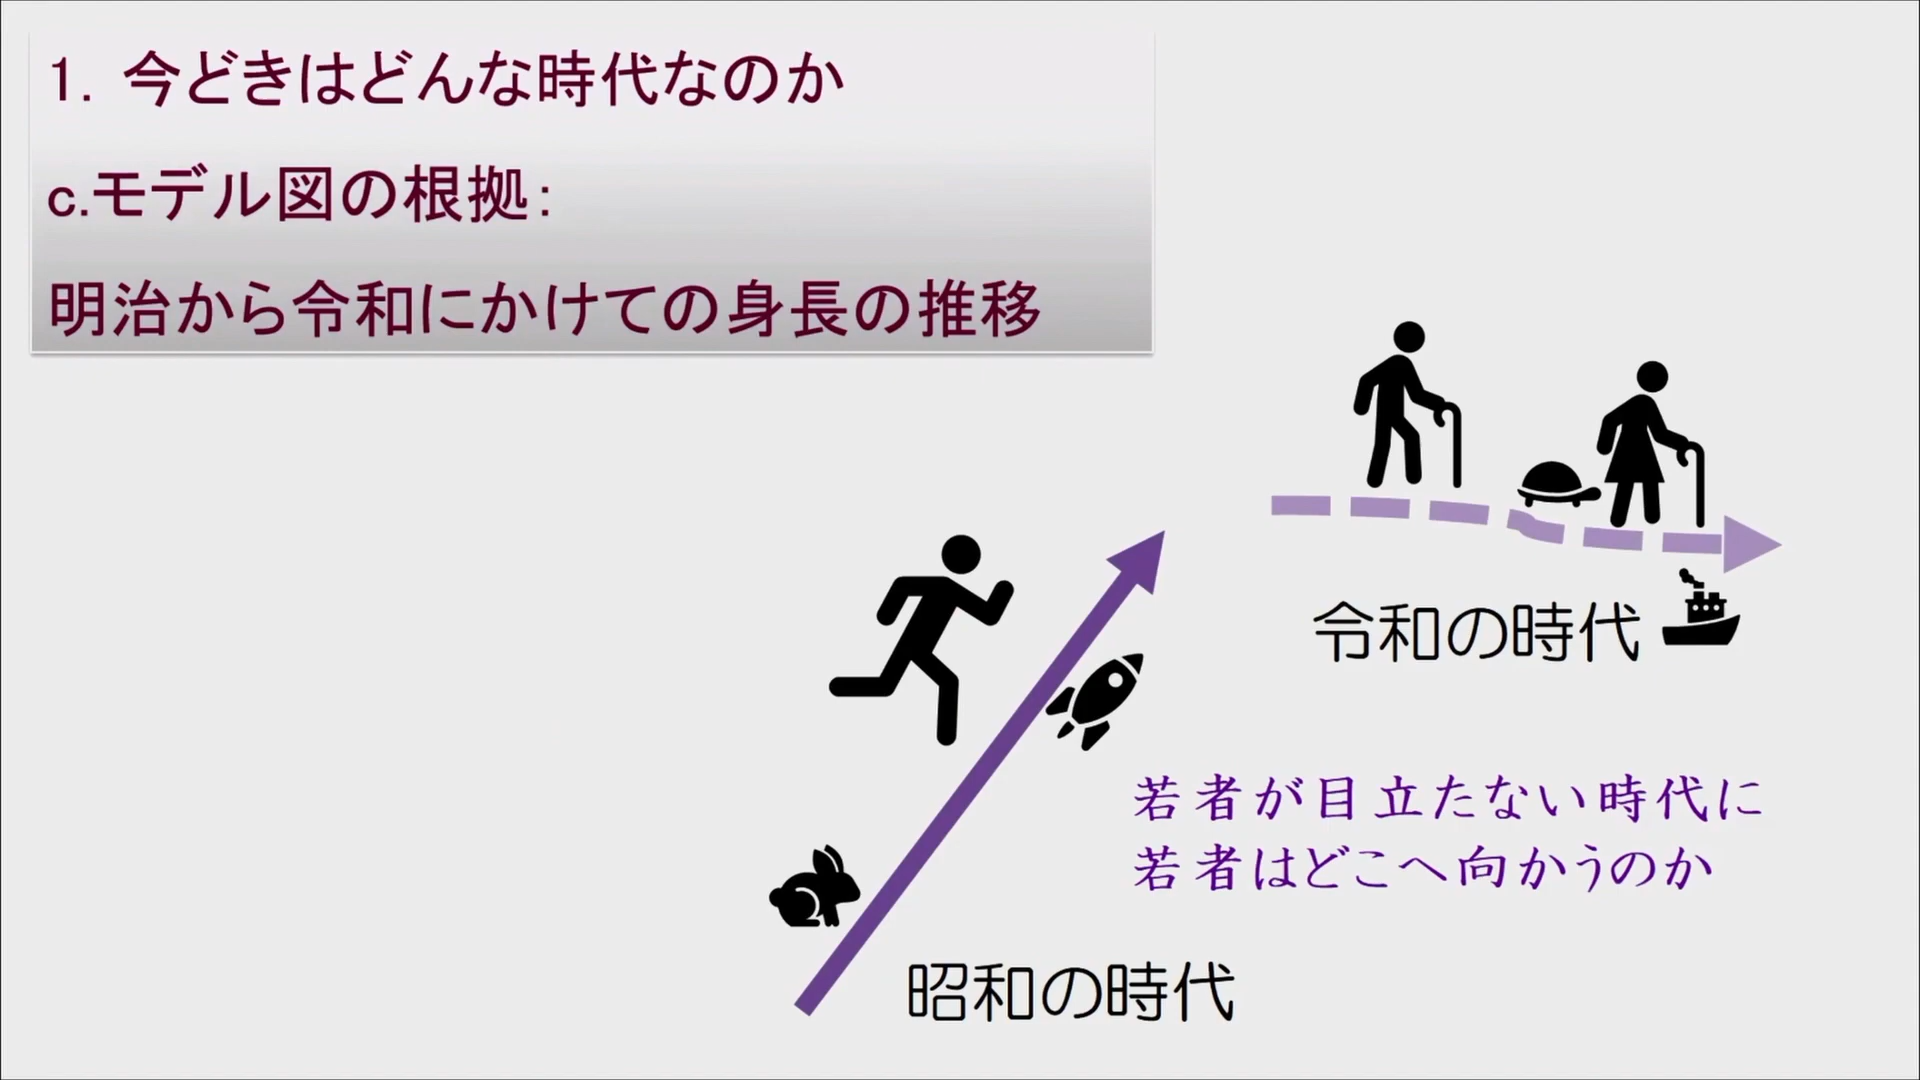 1. 今どきはどんな時代なのか
c.モデル図の根拠:
明治から令和にかけての身長の推移
令和の時代
若者が目立たない時代に
若者はどこへ向かうのか
昭和の時代